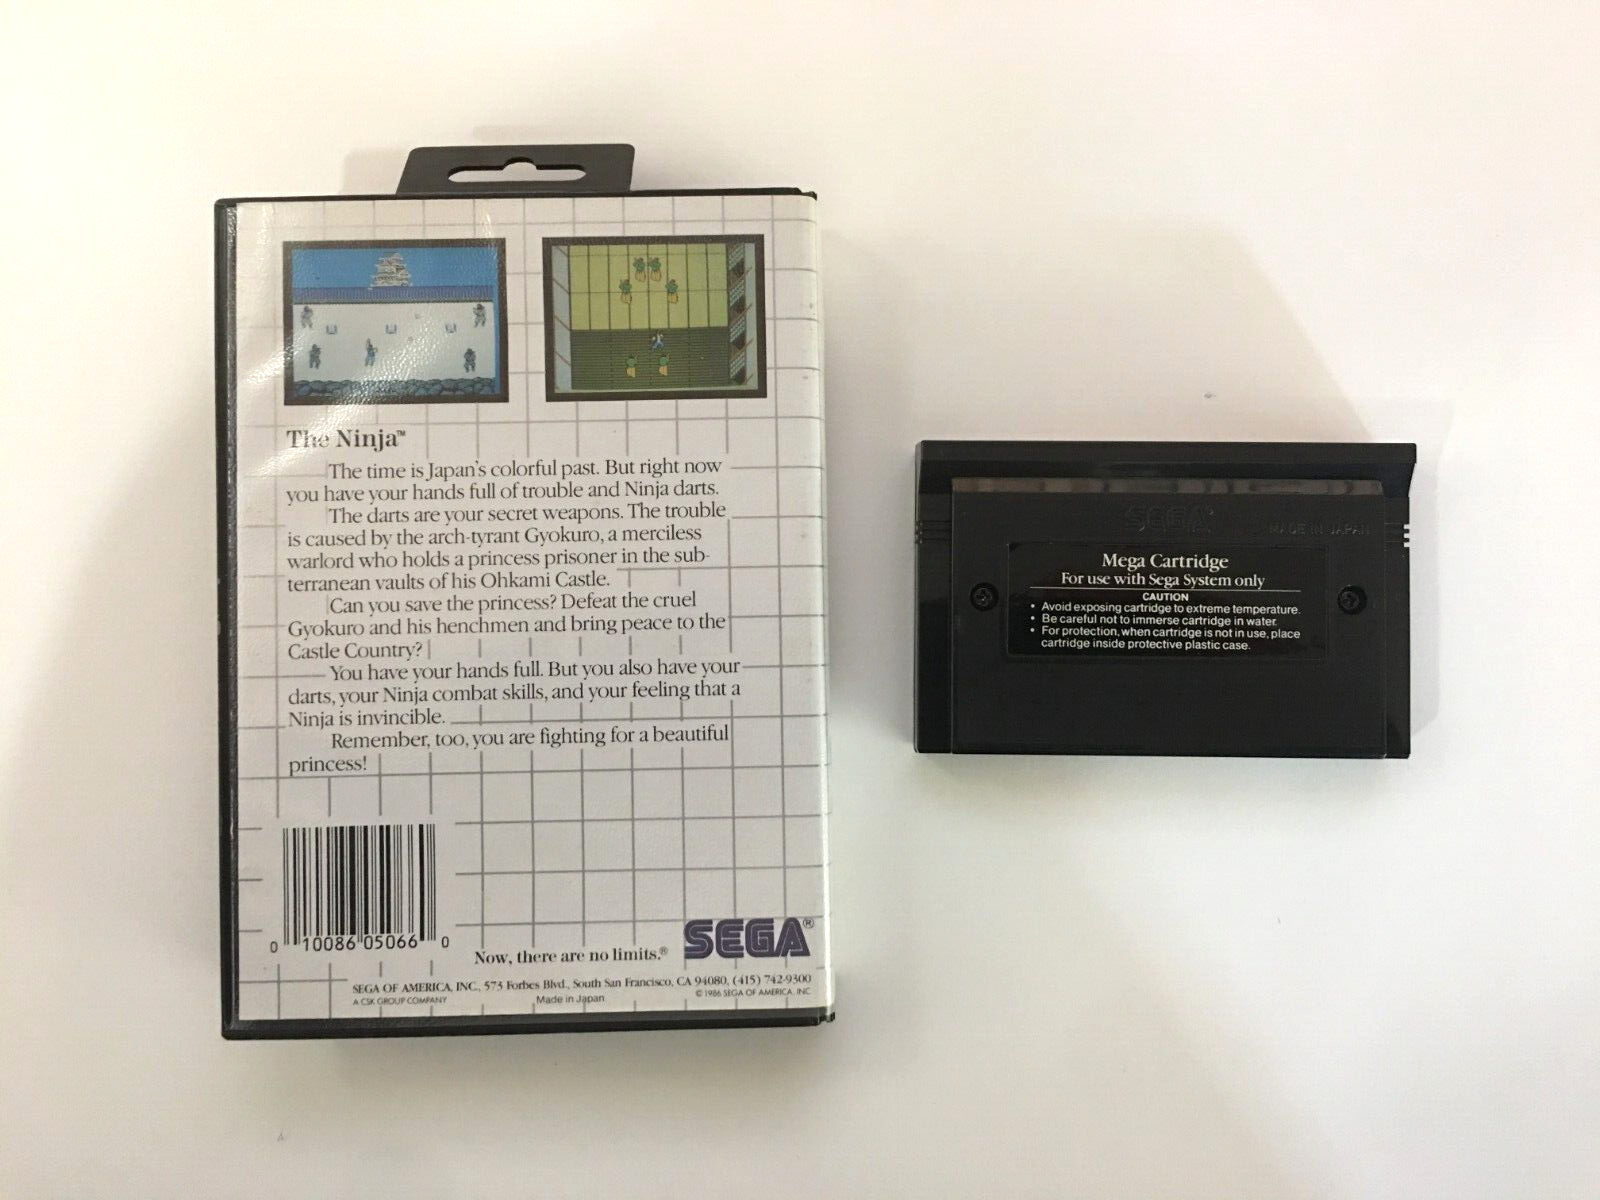 The Ninja™
The time is Japan's colorful past. But right now
you have your hands full of trouble and Ninja darts.
The darts are your secret weapons. The trouble
is caused by the arch-tyrant Gyokuro, a merciless
warlord who holds a princess prisoner in the sub-
terranean vaults of his Ohkami Castle.
Can you save the princess? Defeat the cruel
Gyokuro and his henchmen and bring peace to the
Castle Country?
You have your hands full. But you also have your
darts, your Ninja combat skills, and your feeling that a
Ninja is invincible.
Remember, too, you are fighting for a beautiful
princess!
0 10086 05066 0
Now, there are no limits.®
SEGA®
SEGA OF AMERICA, INC., 573 Forbes Blvd., South San Francisco, CA 94080, (415) 742-9300
A CSK GROUP COMPANY
Made in Japan
© 1986 SEGA OF AMERICA, INC.
SEGA®
MADE IN JAPAN
Mega Cartridge
For use with Sega System only
CAUTION
• Avoid exposing cartridge to extreme temperature.
• Be careful not to immerse cartridge in water.
• For protection, when cartridge is not in use, place
cartridge inside protective plastic case.